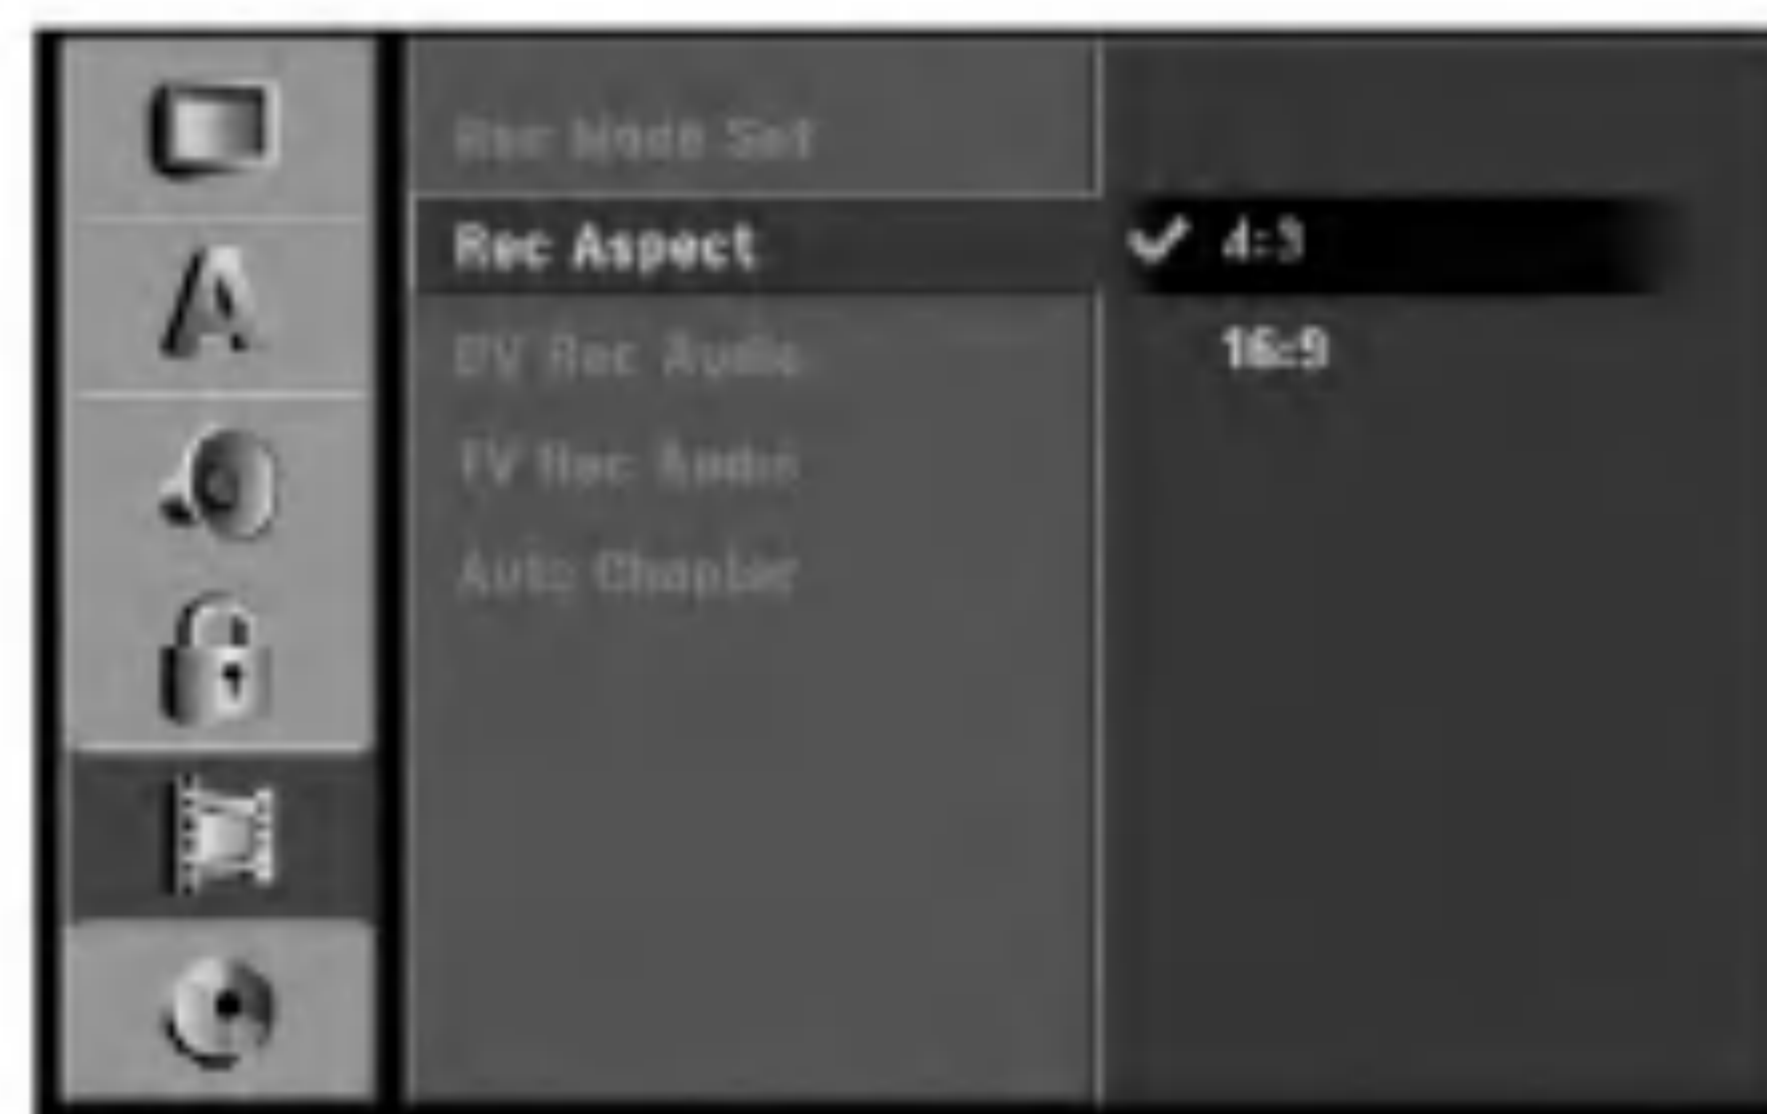 Rec Mode Set
Rec Aspect
4:3
16:9
DV Rec Audio
TV Rec Audio
Auto Chapter